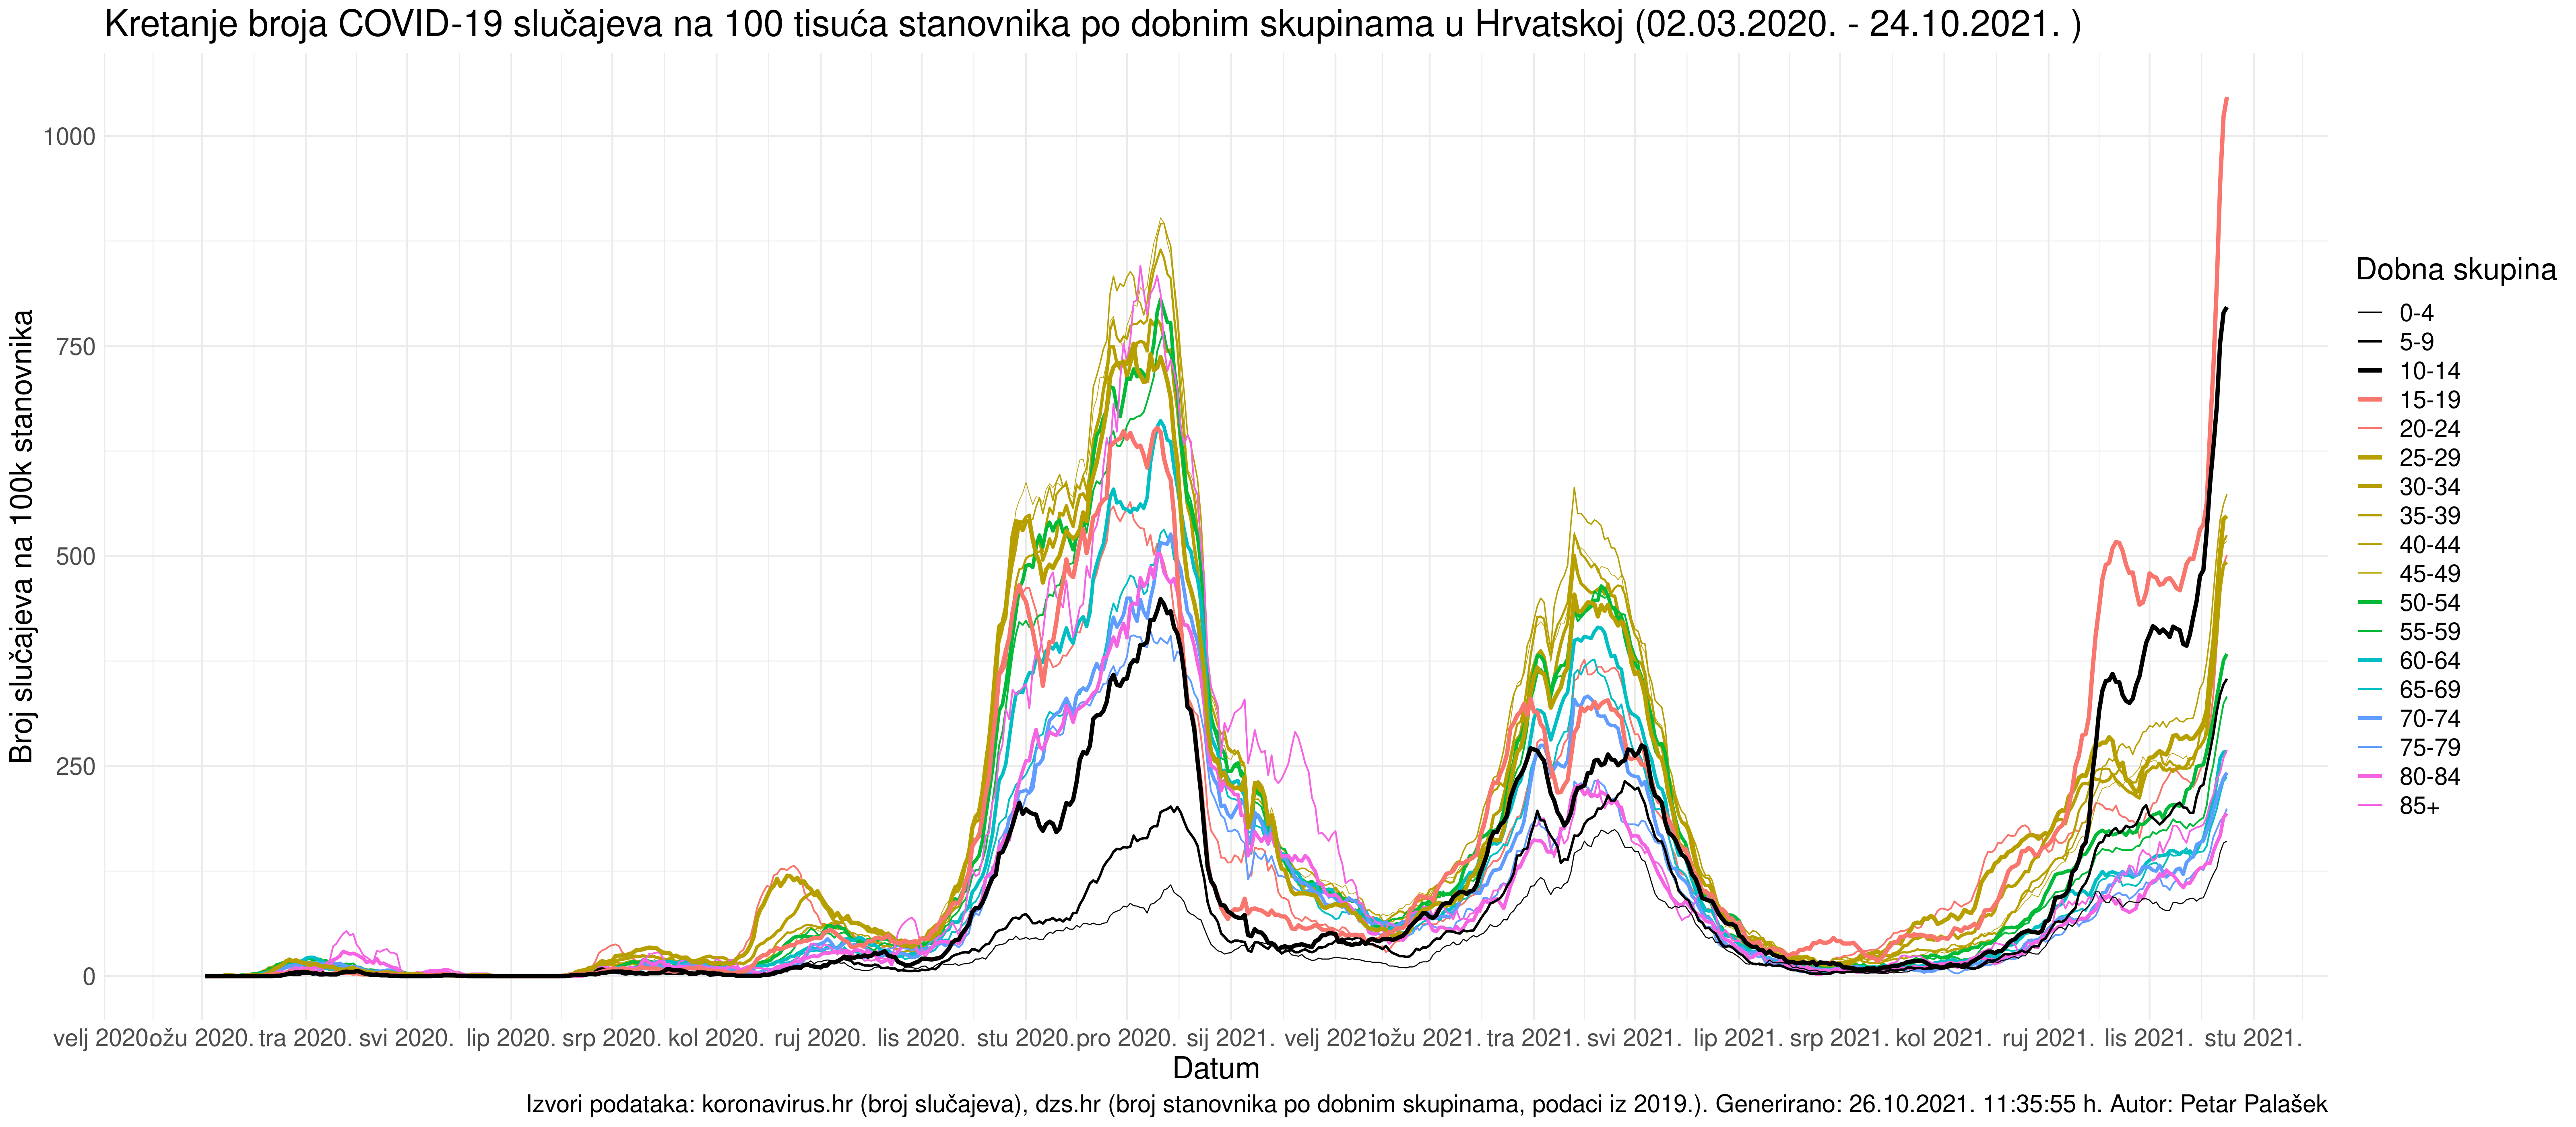 Kretanje broja COVID-19 slučajeva na 100 tisuća stanovnika po dobnim skupinama u Hrvatskoj (02.03.2020. - 24.10.2021. )
Broj slučajeva na 100k stanovnika
1000
750
500
250
0
velj 2020.
ožu 2020.
tra 2020.
svi 2020.
lip 2020.
srp 2020.
kol 2020.
ruj 2020.
lis 2020.
stu 2020.
pro 2020.
sij 2021.
velj 2021.
ožu 2021.
tra 2021.
svi 2021.
lip 2021.
srp 2021.
kol 2021.
ruj 2021.
lis 2021.
stu 2021.
Datum
Dobna skupina
0-4
5-9
10-14
15-19
20-24
25-29
30-34
35-39
40-44
45-49
50-54
55-59
60-64
65-69
70-74
75-79
80-84
85+
Izvori podataka: koronavirus.hr (broj slučajeva), dzs.hr (broj stanovnika po dobnim skupinama, podaci iz 2019.). Generirano: 26.10.2021. 11:35:55 h. Autor: Petar Palašek